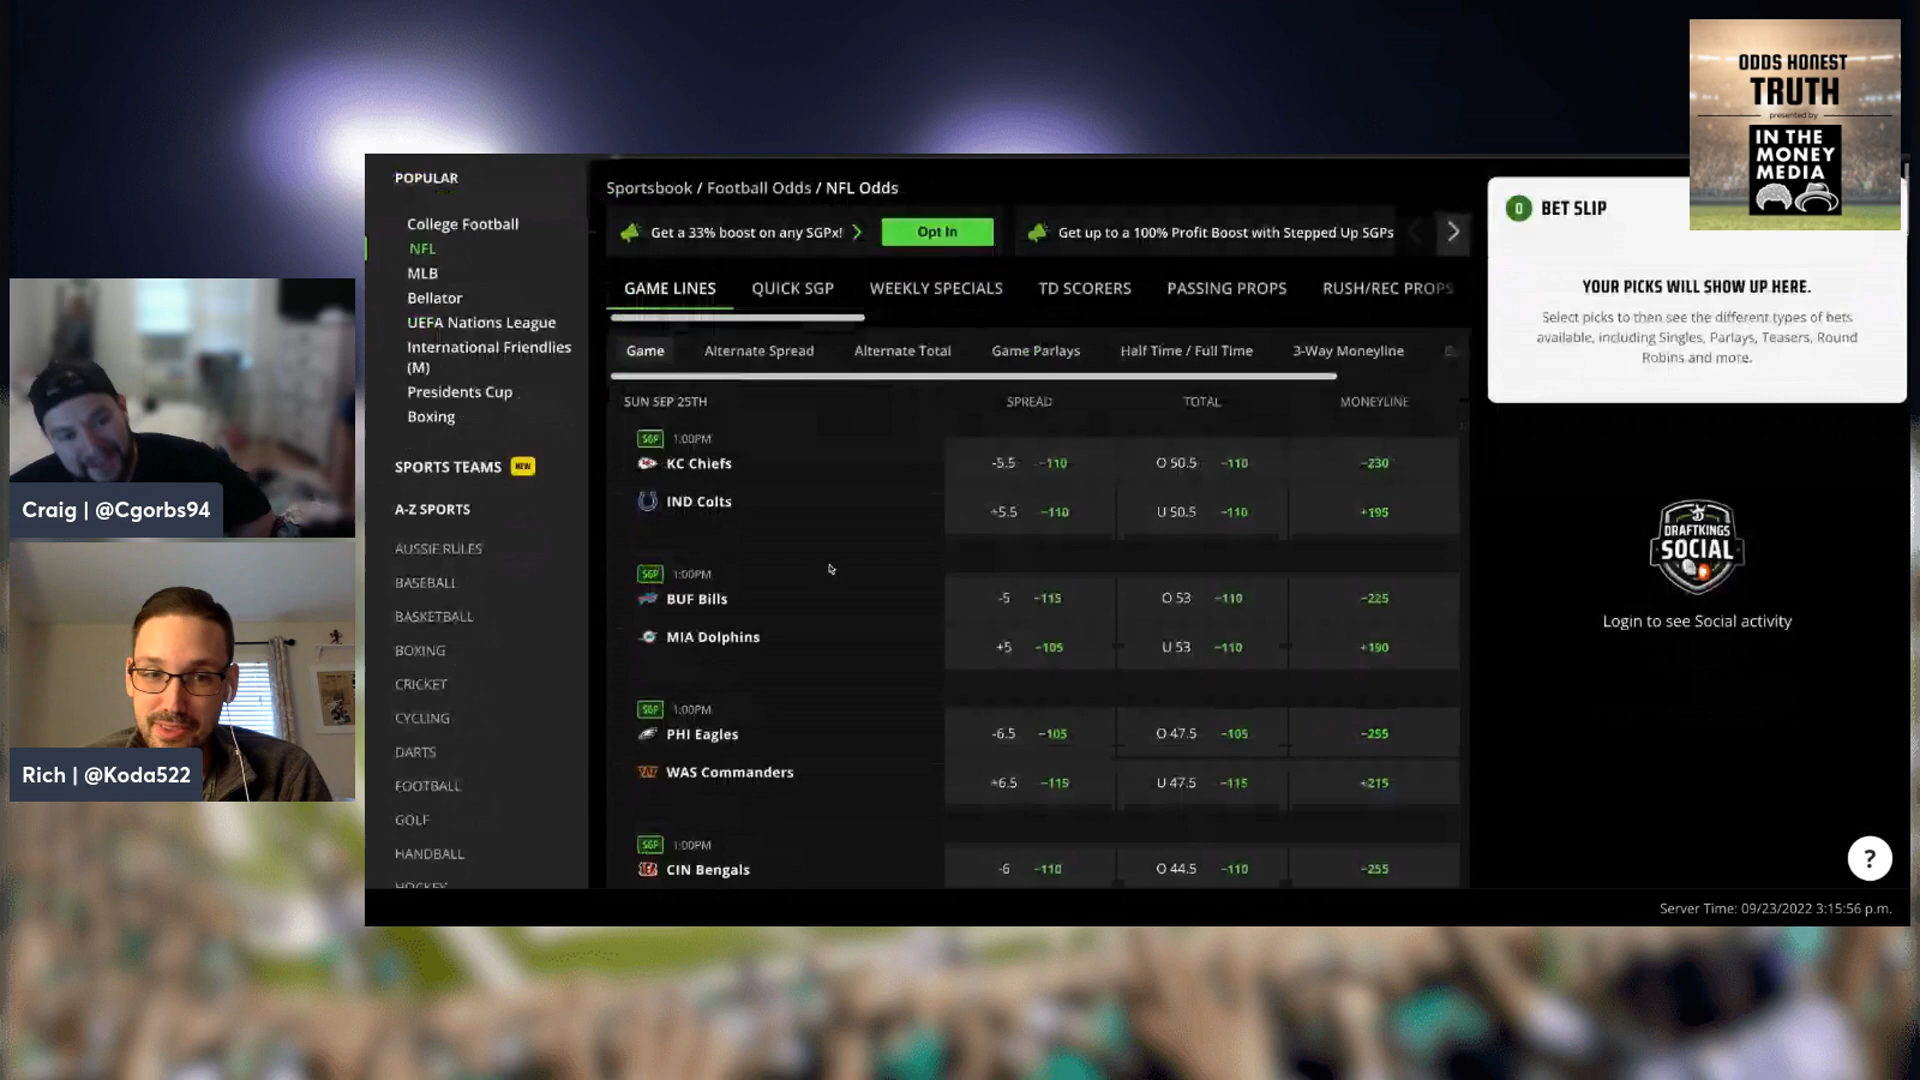 ODDS HONEST
TRUTH
presented by
IN THE
MONEY
MEDIA
POPULAR
College Football
NFL
MLB
Bellator
UEFA Nations League
International Friendlies
(M)
Presidents Cup
Boxing
SPORTS TEAMS NEW
A-Z SPORTS
AUSSIE RULES
BASEBALL
BASKETBALL
BOXING
CRICKET
CYCLING
DARTS
FOOTBALL
GOLF
HANDBALL
HOCKEY
Sportsbook / Football Odds / NFL Odds
Get a 33% boost on any SGPx! Opt In Get up to a 100% Profit Boost with Stepped Up SGPs
GAME LINES QUICK SGP WEEKLY SPECIALS TD SCORERS PASSING PROPS RUSH/REC PROPS
Game Alternate Spread Alternate Total Game Parlays Half Time / Full Time 3-Way Moneyline
SUN SEP 25TH SPREAD TOTAL MONEYLINE
SGP 1:00PM
KC Chiefs -5.5 -110 O 50.5 -110 -230
IND Colts +5.5 -110 U 50.5 -110 +195
SGP 1:00PM
BUF Bills -5 -115 O 53 -110 -225
MIA Dolphins +5 -105 U 53 -110 +190
SGP 1:00PM
PHI Eagles -6.5 -105 O 47.5 -105 -255
WAS Commanders +6.5 -115 U 47.5 -115 +215
SGP 1:00PM
CIN Bengals -6 -110 O 44.5 -110 -255
0 BET SLIP
YOUR PICKS WILL SHOW UP HERE.
Select picks to then see the different types of bets
available, including Singles, Parlays, Teasers, Round
Robins and more.
DRAFTKINGS
SOCIAL
Login to see Social activity
?
Server Time: 09/23/2022 3:15:56 p.m.
Craig | @Cgorbs94
Rich | @Koda522